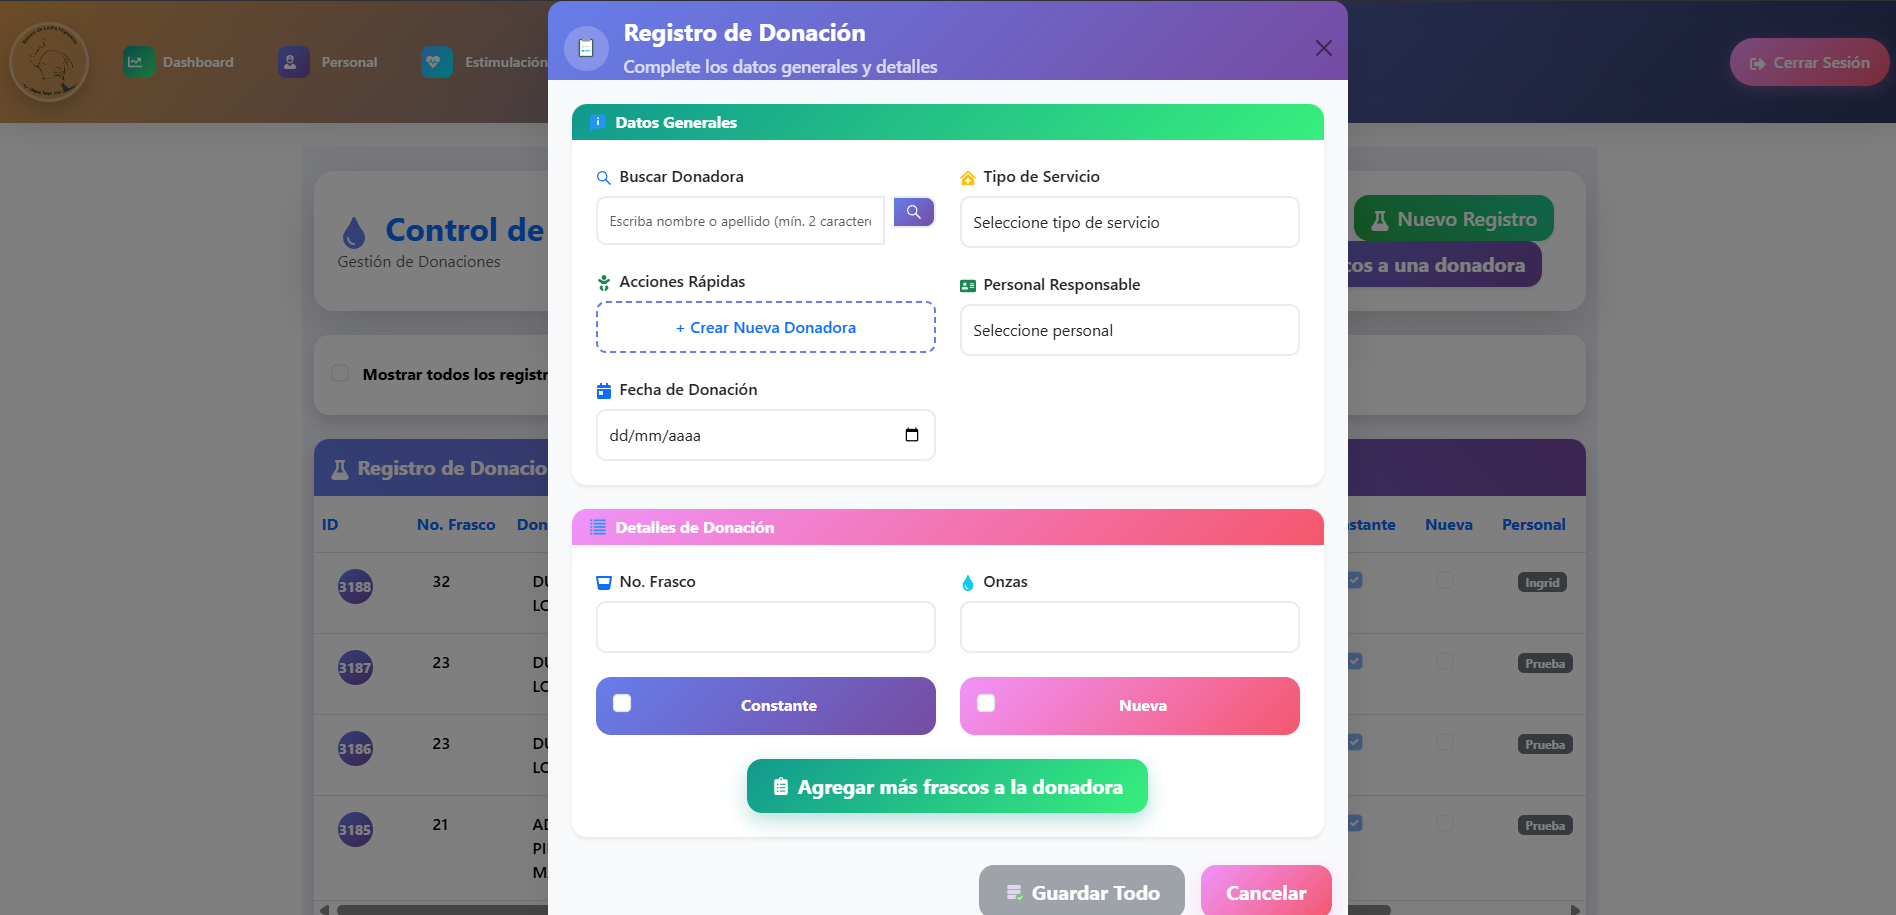 Dashboard
Personal
Estimulación
Cerrar Sesión
Registro de Donación
Complete los datos generales y detalles
Datos Generales
Buscar Donadora
Tipo de Servicio
Escriba nombre o apellido (mín. 2 caracter
Seleccione tipo de servicio
Acciones Rápidas
Personal Responsable
+ Crear Nueva Donadora
Seleccione personal
Fecha de Donación
dd/mm/aaaa
Detalles de Donación
No. Frasco
Onzas
Constante
Nueva
Agregar más frascos a la donadora
Guardar Todo
Cancelar
Control de
Gestión de Donaciones
Nuevo Registro
cos a una donadora
Mostrar todos los registr
Registro de Donacio
ID No. Frasco Don stante Nueva Personal
3188 32 DU Ingrid
LO
3187 23 DU Prueba
LO
3186 23 DU Prueba
LO
3185 21 AD Prueba
PI
M